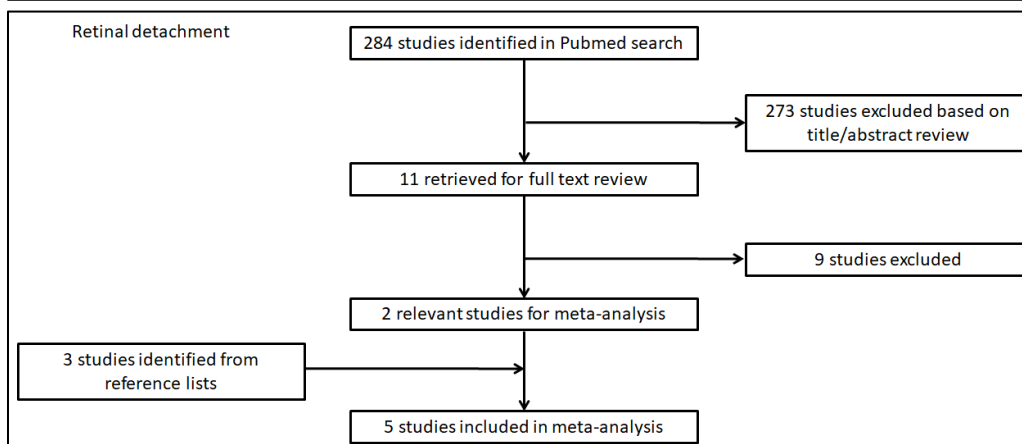 Retinal detachment
284 studies identified in Pubmed search
273 studies excluded based on
title/abstract review
11 retrieved for full text review
9 studies excluded
2 relevant studies for meta-analysis
3 studies identified from
reference lists
5 studies included in meta-analysis